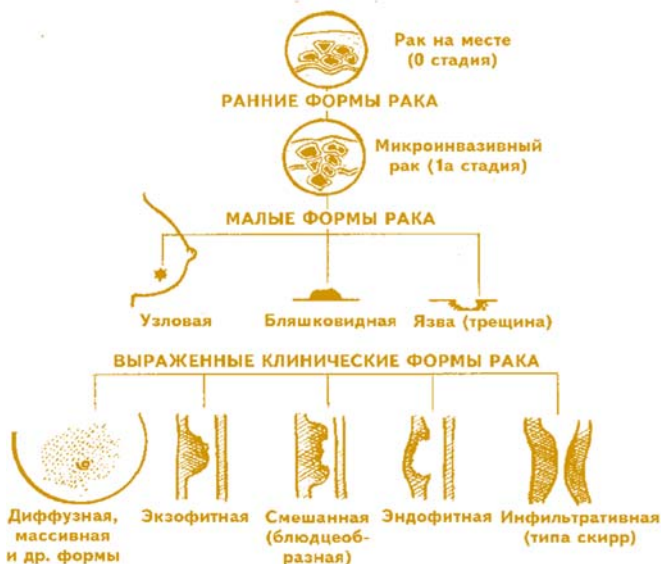 Рак на месте
(0 стадия)
РАННИЕ ФОРМЫ РАКА
Микроинвазивный
рак (1а стадия)
МАЛЫЕ ФОРМЫ РАКА
Узловая
Бляшковидная
Язва (трещина)
ВЫРАЖЕННЫЕ КЛИНИЧЕСКИЕ ФОРМЫ РАКА
Диффузная,
массивная
и др. формы
Экзофитная
Смешанная
(блюдцеоб-
разная)
Эндофитная
Инфильтративная
(типа скирр)